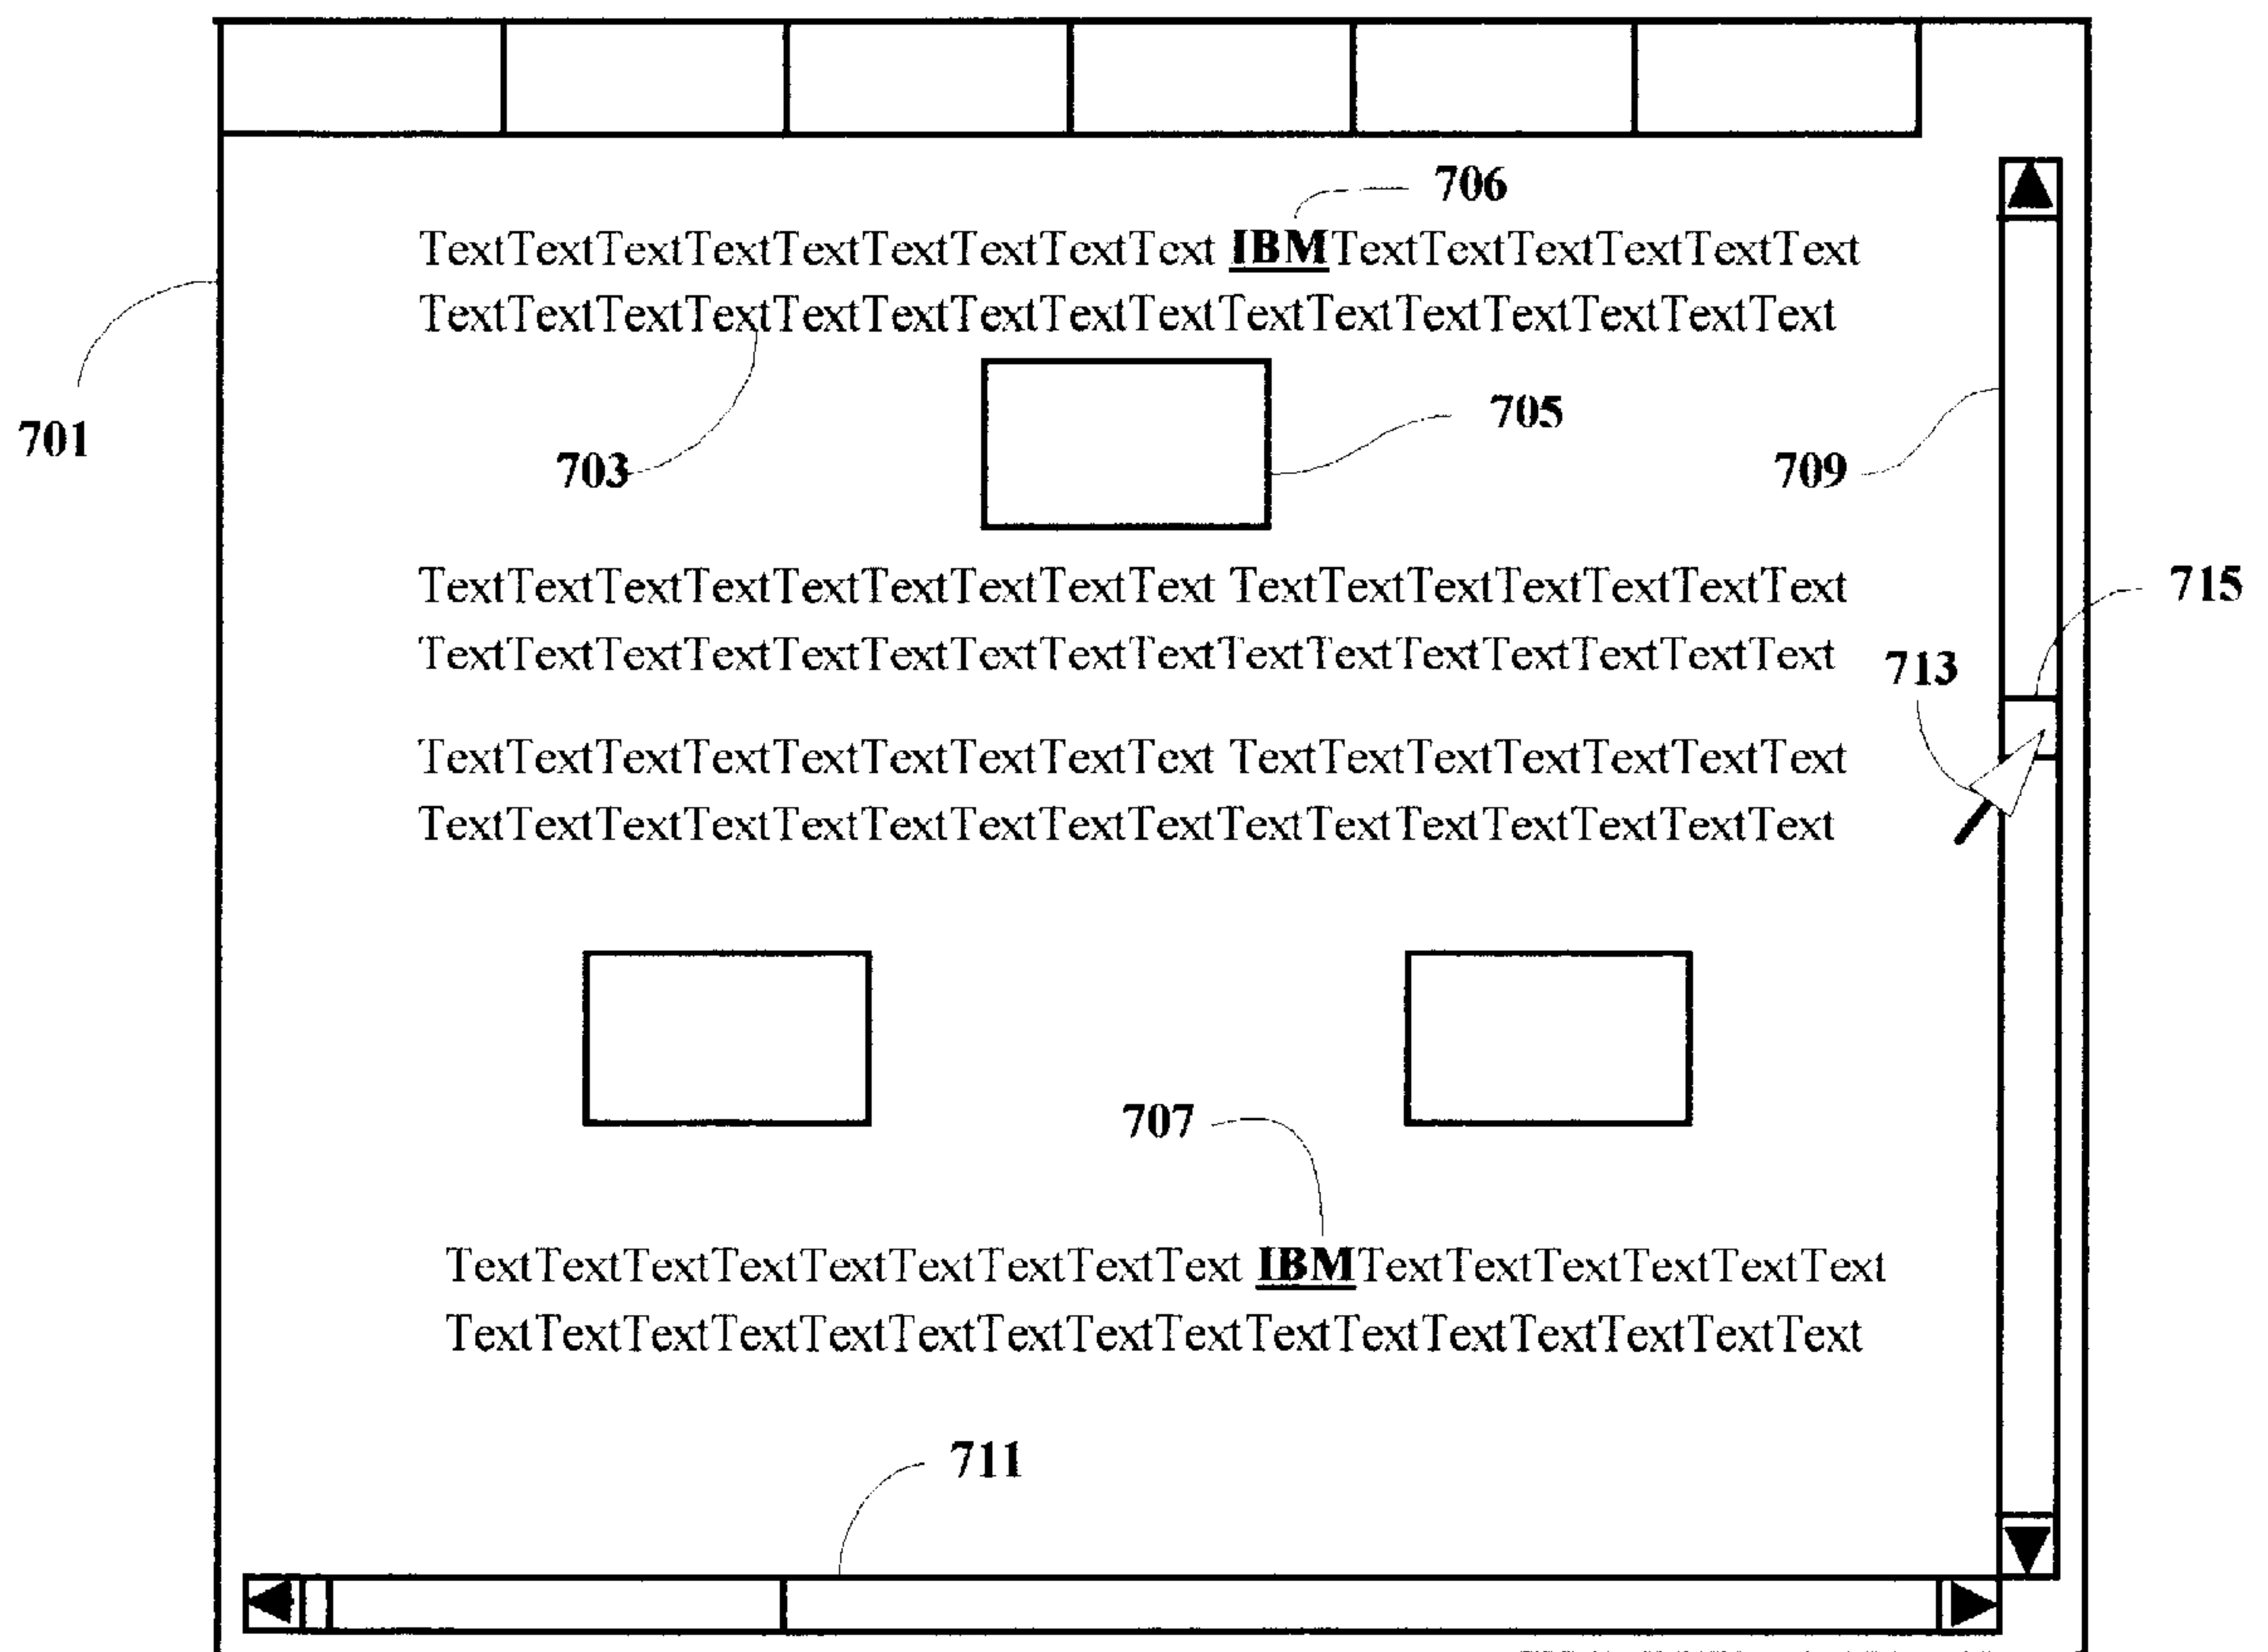 706
TextTextTextTextTextTextTextTextText IBMTextTextTextTextTextText
TextTextTextTextTextTextTextTextTextTextTextTextTextTextTextText
705
701
703
709
TextTextTextTextTextTextTextTextText TextTextTextTextTextTextText
715
TextTextTextTextTextTextTextTextTextTextTextTextTextTextTextText
713
TextTextTextTextTextTextTextTextText TextTextTextTextTextTextText
TextTextTextTextTextTextTextTextTextTextTextTextTextTextTextText
707
TextTextTextTextTextTextTextTextText IBMTextTextTextTextTextText
TextTextTextTextTextTextTextTextTextTextTextTextTextTextTextText
711